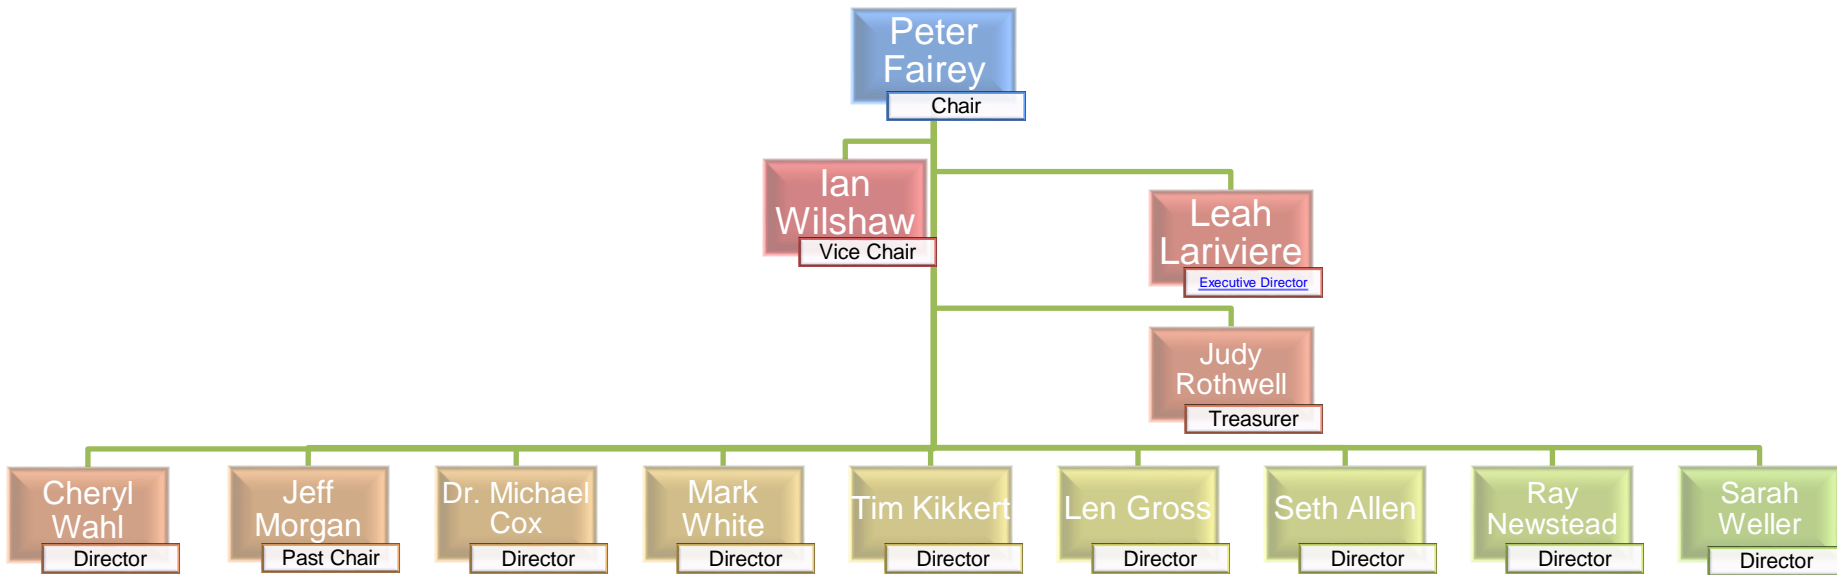 Peter
Fairey
Chair
Ian
Wilshaw
Vice Chair
Leah
Lariviere
Executive Director
Judy
Rothwell
Treasurer
Cheryl
Wahl
Director
Jeff
Morgan
Past Chair
Dr. Michael
Cox
Director
Mark
White
Director
Tim Kikkert
Director
Len Gross
Director
Seth Allen
Director
Ray
Newstead
Director
Sarah
Weller
Director